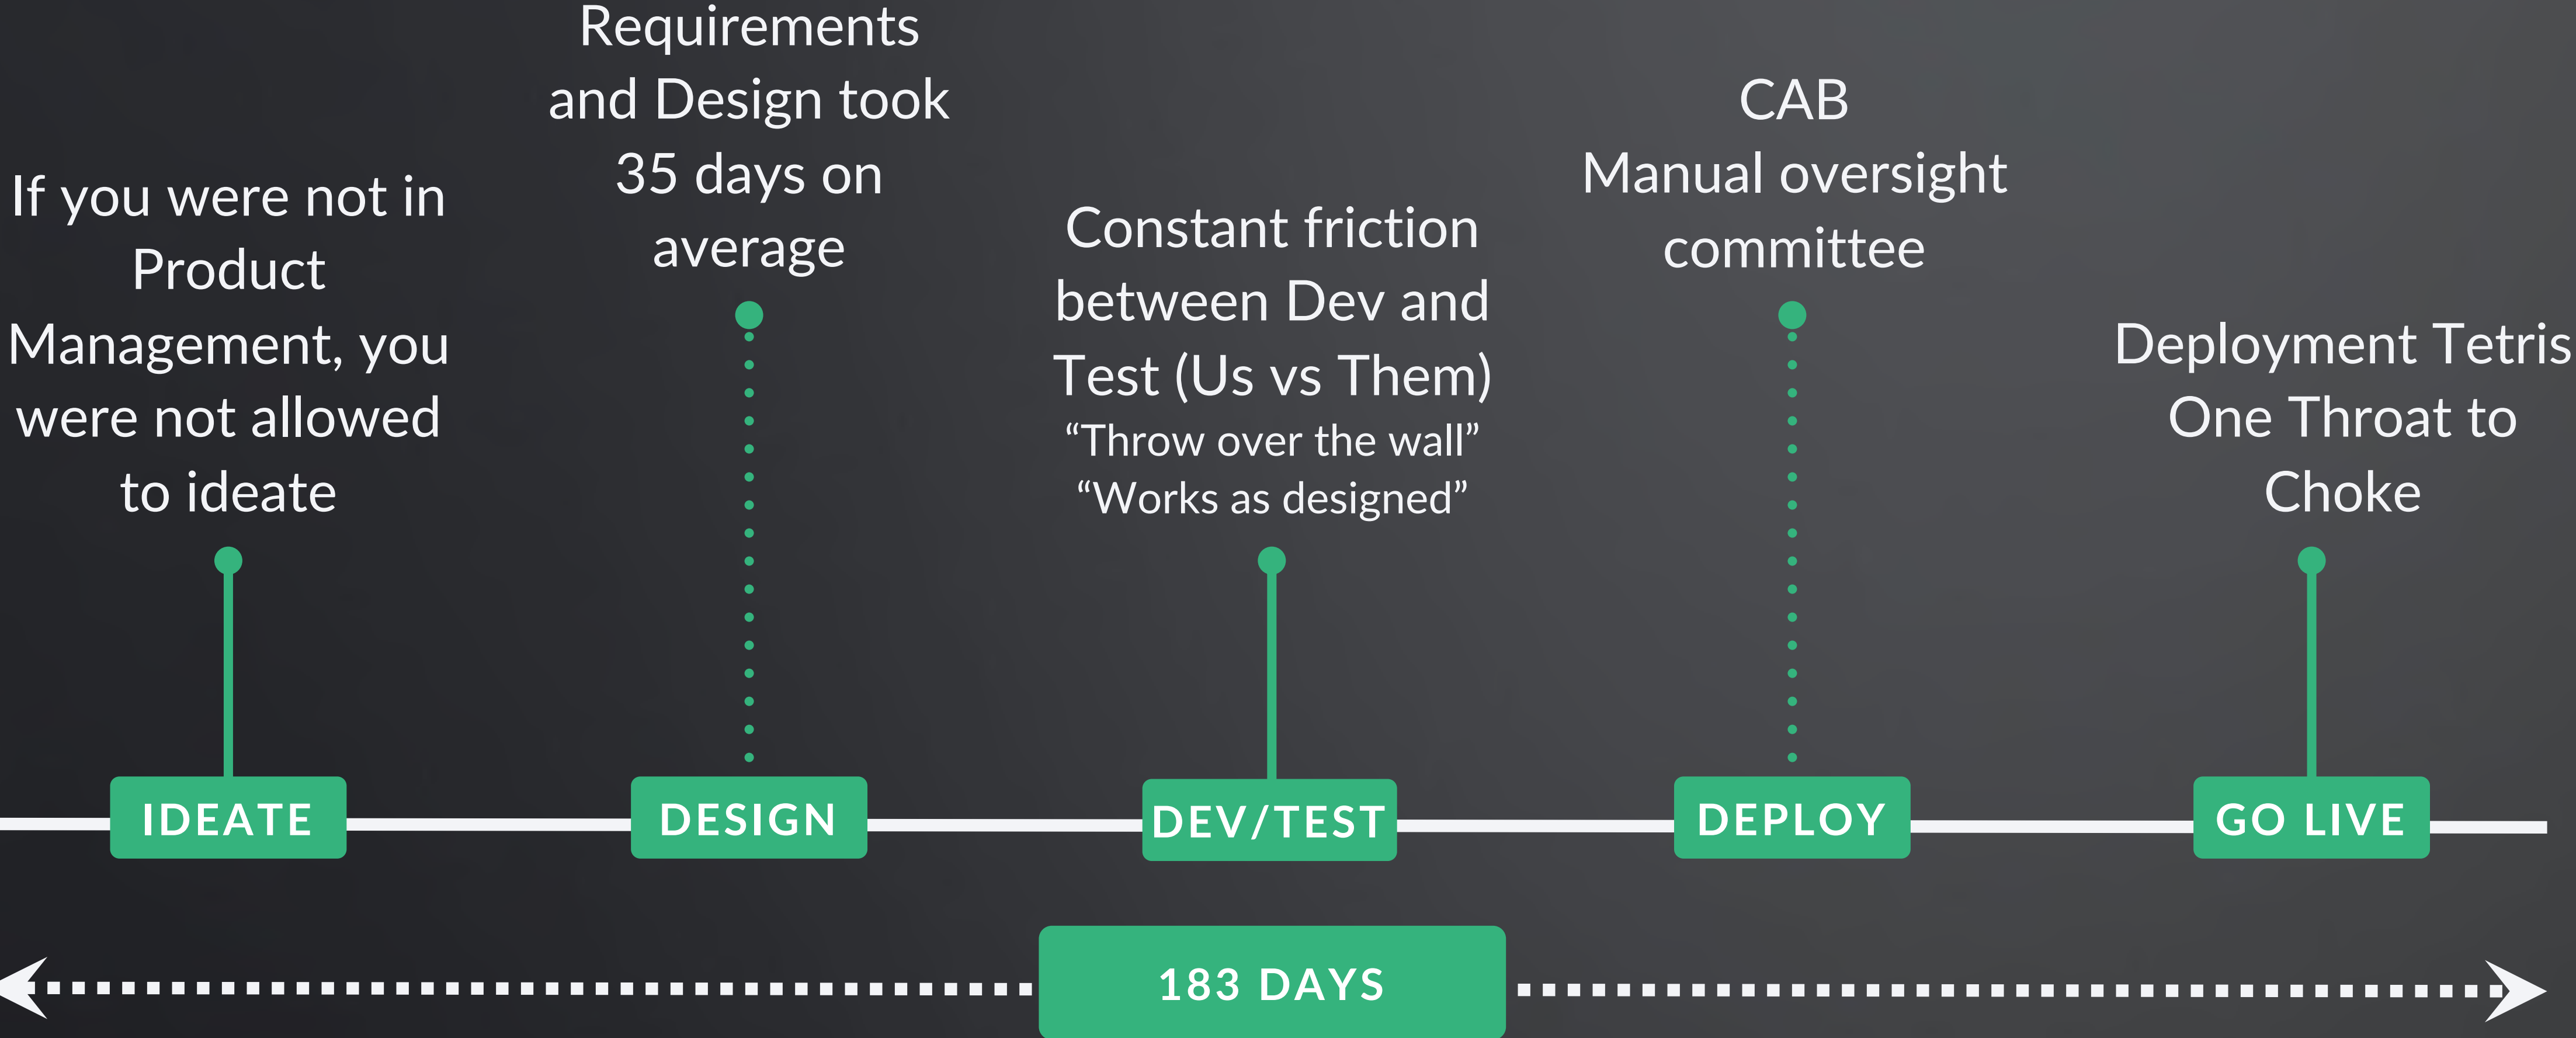 If you were not in
Product
Management, you
were not allowed
to ideate
Requirements
and Design took
35 days on
average
Constant friction
between Dev and
Test (Us vs Them)
“Throw over the wall”
“Works as designed”
CAB
Manual oversight
committee
Deployment Tetris
One Throat to
Choke
IDEATE
DESIGN
DEV/TEST
DEPLOY
GO LIVE
183 DAYS